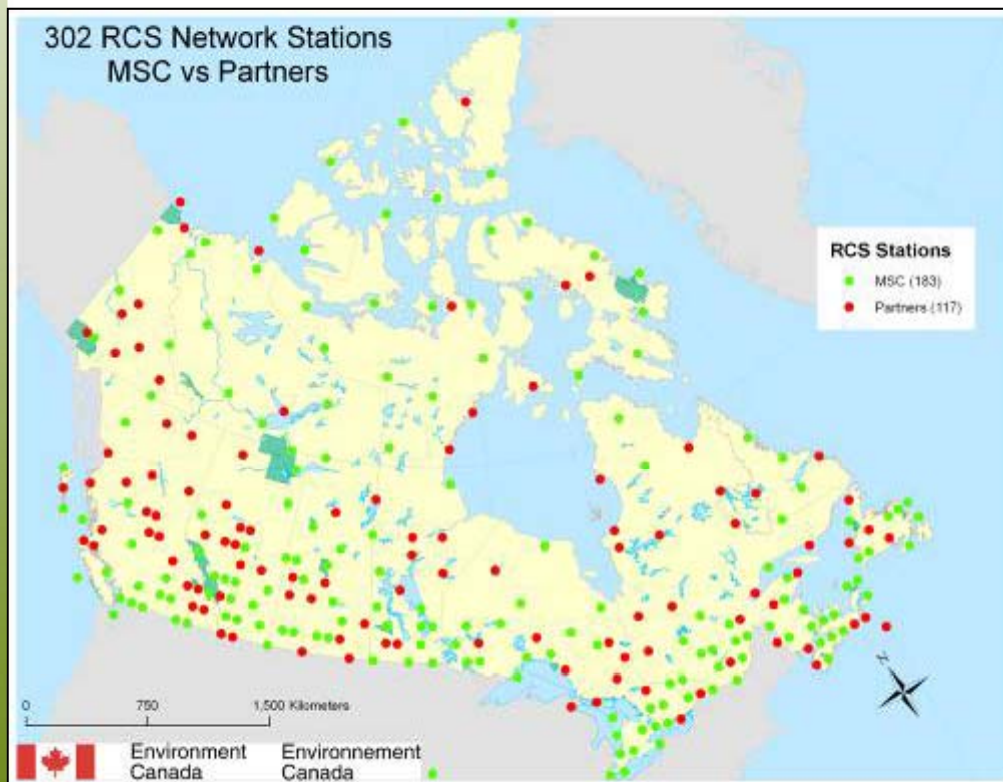 302 RCS Network Stations
MSC vs Partners
RCS Stations
MSC (183)
Partners (117)
N
0 750 1,500 Kilometers
Environment Environnement
Canada Canada